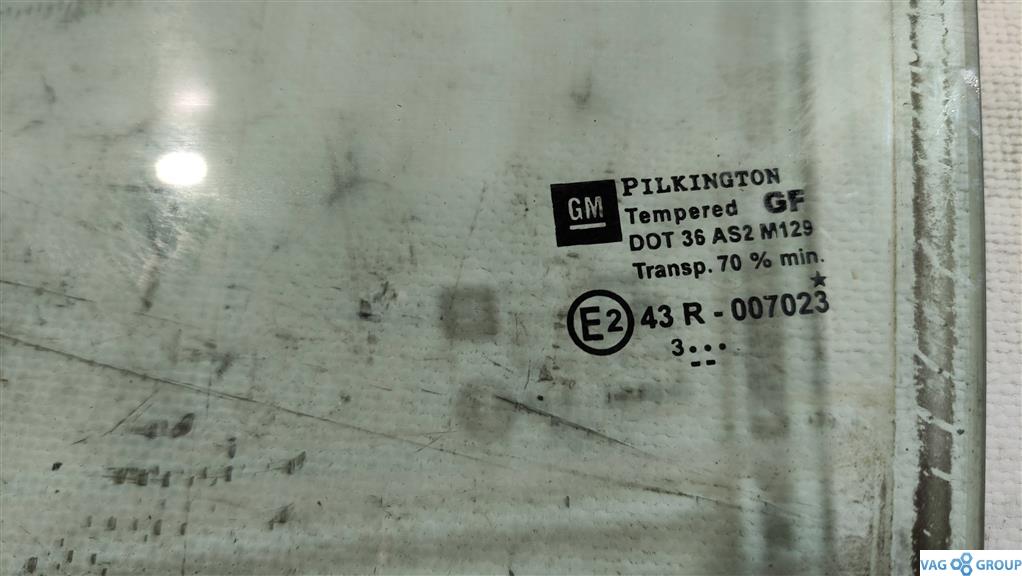 GM
PILKINGTON
Tempered GF
DOT 36 AS2 M129
Transp. 70 % min.
E2 43 R - 007023
3...
VAG GROUP